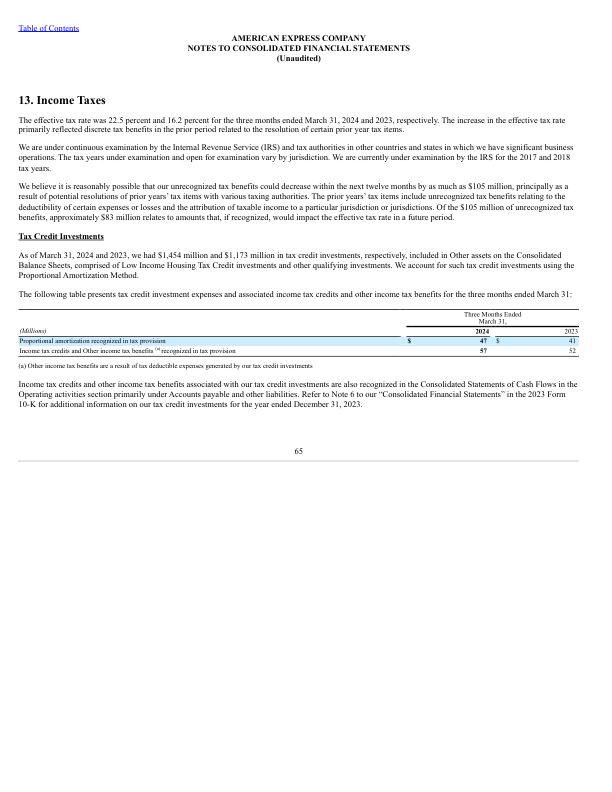 Table of Contents
AMERICAN EXPRESS COMPANY
NOTES TO CONSOLIDATED FINANCIAL STATEMENTS
(Unaudited)
13. Income Taxes
The effective tax rate was 22.5 percent and 16.2 percent for the three months ended March 31, 2024 and 2023, respectively. The increase in the effective tax rate
primarily reflected discrete tax benefits in the prior period related to the resolution of certain prior year tax items.
We are under continuous examination by the Internal Revenue Service (IRS) and tax authorities in other countries and states in which we have significant business
operations. The tax years under examination and open for examination vary by jurisdiction. We are currently under examination by the IRS for the 2017 and 2018
tax years.
We believe it is reasonably possible that our unrecognized tax benefits could decrease within the next twelve months by as much as $105 million, principally as a
result of potential resolutions of prior years' tax items with various taxing authorities. The prior years' tax items include unrecognized tax benefits relating to the
deductibility of certain expenses or losses and the attribution of taxable income to a particular jurisdiction or jurisdictions. Of the $105 million of unrecognized tax
benefits, approximately $83 million relates to amounts that, if recognized, would impact the effective tax rate in a future period.
Tax Credit Investments
As of March 31, 2024 and 2023, we had $1,454 million and $1,173 million in tax credit investments, respectively, included in Other assets on the Consolidated
Balance Sheets, comprised of Low Income Housing Tax Credit investments and other qualifying investments. We account for such tax credit investments using the
Proportional Amortization Method.
The following table presents tax credit investment expenses and associated income tax credits and other income tax benefits for the three months ended March 31:
Three Months Ended
March 31,
(Millions) 2024 2023
Proportional amortization recognized in tax provision $ 47 $ 41
Income tax credits and Other income tax benefits (a) recognized in tax provision 57 52
(a) Other income tax benefits are a result of tax deductible expenses generated by our tax credit investments
Income tax credits and other income tax benefits associated with our tax credit investments are also recognized in the Consolidated Statements of Cash Flows in the
Operating activities section primarily under Accounts payable and other liabilities. Refer to Note 6 to our “Consolidated Financial Statements” in the 2023 Form
10-K for additional information on our tax credit investments for the year ended December 31, 2023.
65